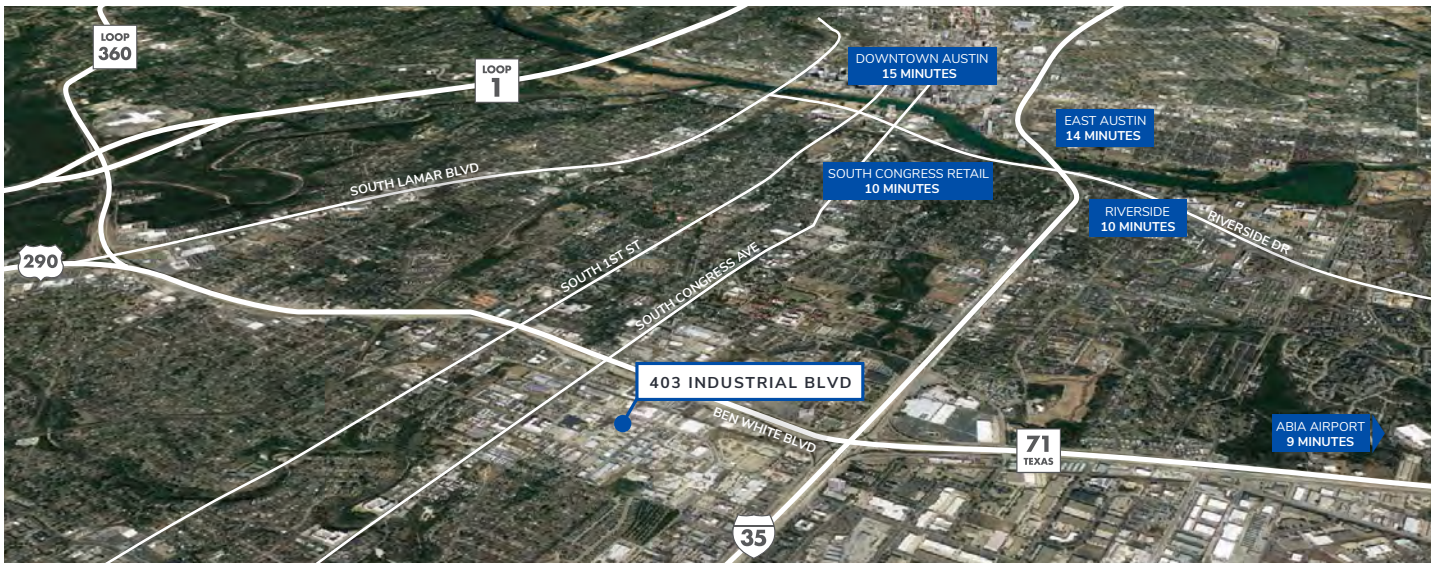 LOOP
360
LOOP
1
DOWNTOWN AUSTIN
15 MINUTES
EAST AUSTIN
14 MINUTES
SOUTH LAMAR BLVD
SOUTH CONGRESS RETAIL
10 MINUTES
RIVERSIDE
10 MINUTES
RIVERSIDE DR
290
SOUTH 1ST ST
SOUTH CONGRESS AVE
403 INDUSTRIAL BLVD
BEN WHITE BLVD
71
TEXAS
ABIA AIRPORT
9 MINUTES
35